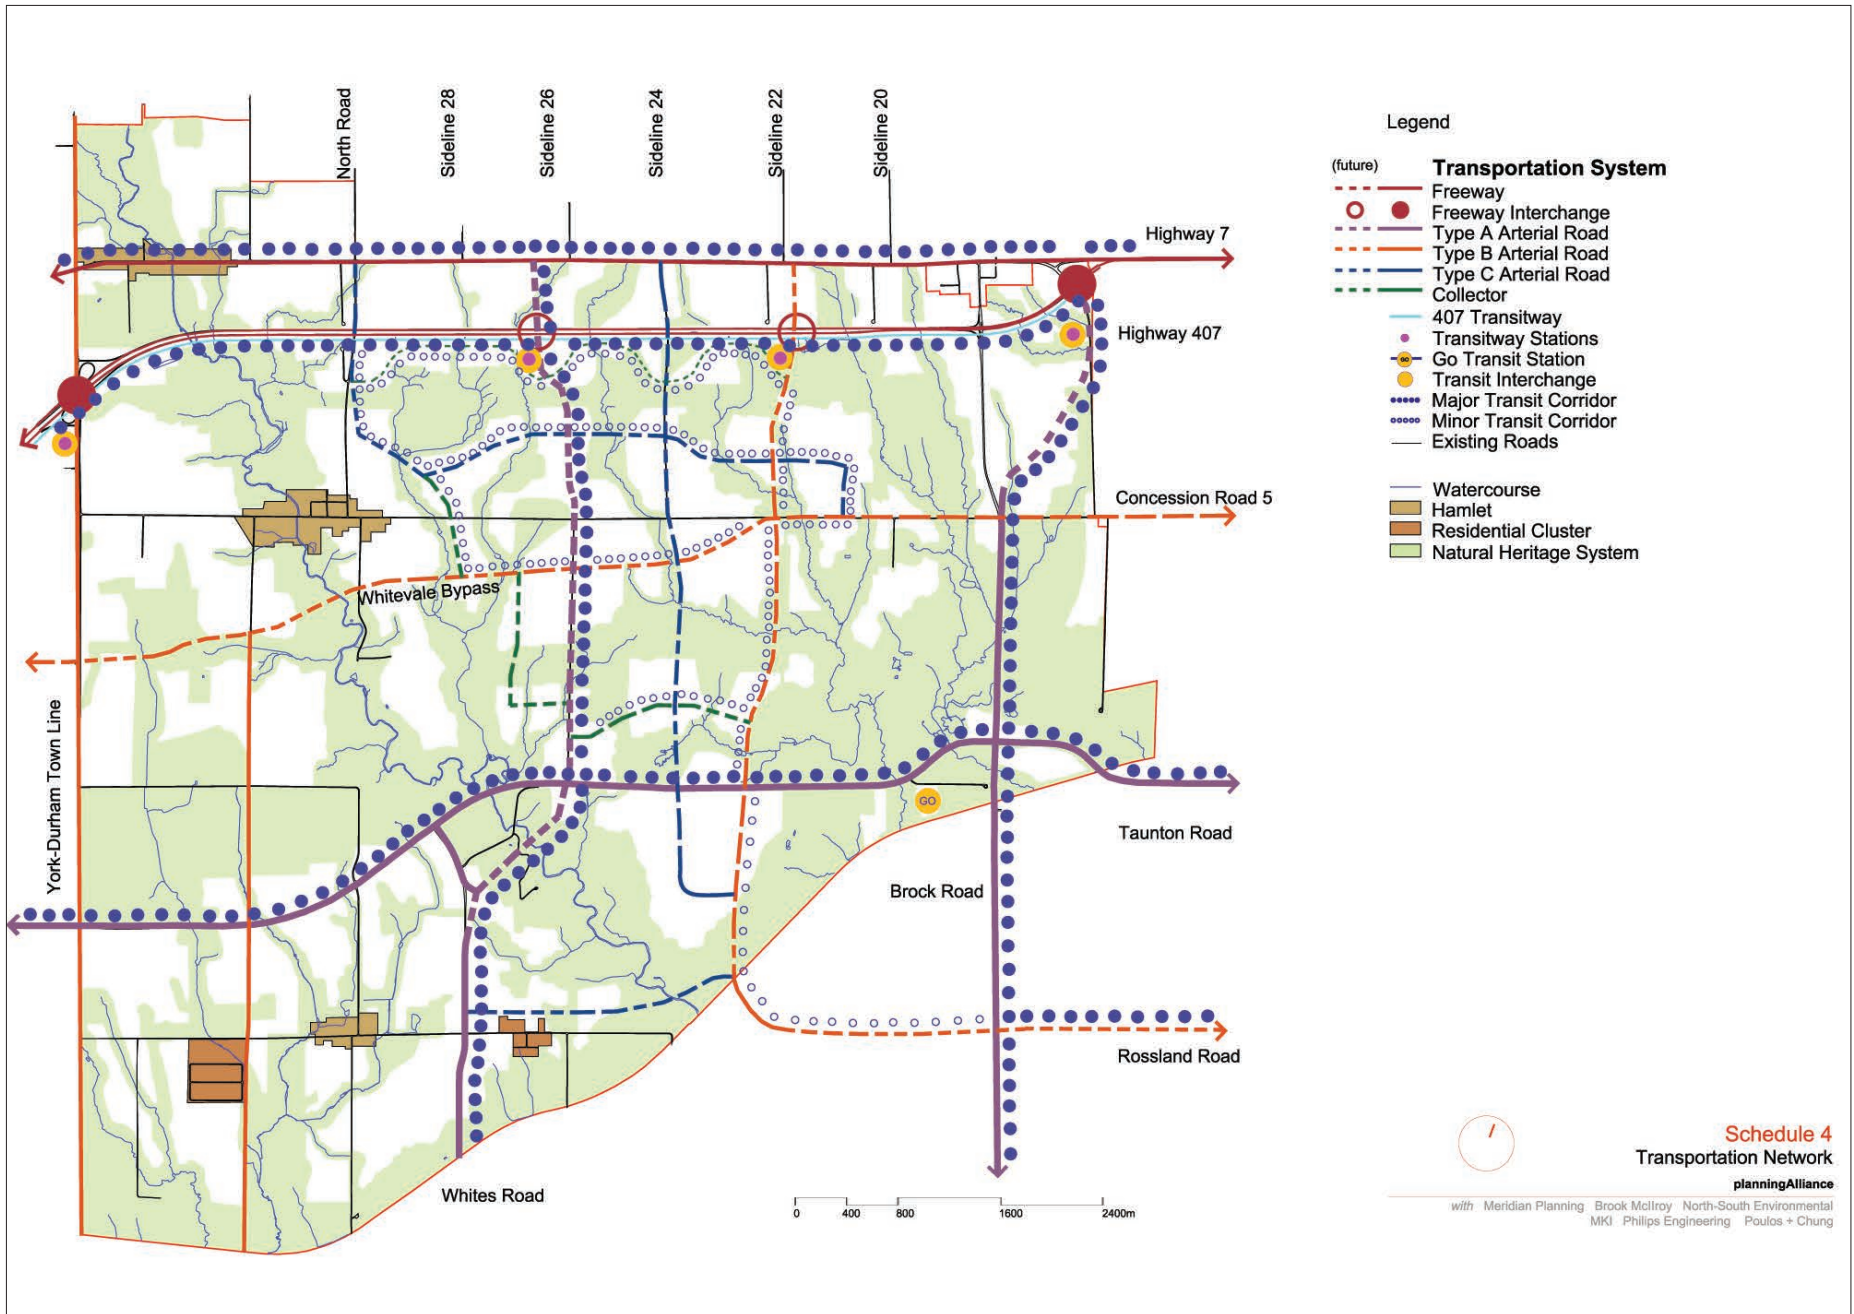 North Road
Sideline 28
Sideline 26
Sideline 24
Sideline 22
Sideline 20
Highway 7
Highway 407
Concession Road 5
Whitevale Bypass
York-Durham Town Line
GO
Taunton Road
Brock Road
Rossland Road
Whites Road
0 400 800 1600 2400m
Legend
(future) Transportation System
Freeway
Freeway Interchange
Type A Arterial Road
Type B Arterial Road
Type C Arterial Road
Collector
407 Transitway
Transitway Stations
GO Go Transit Station
Transit Interchange
Major Transit Corridor
Minor Transit Corridor
Existing Roads
Watercourse
Hamlet
Residential Cluster
Natural Heritage System
Schedule 4
Transportation Network
planningAlliance
with Meridian Planning Brook McIlroy North-South Environmental
MKI Philips Engineering Poulos + Chung